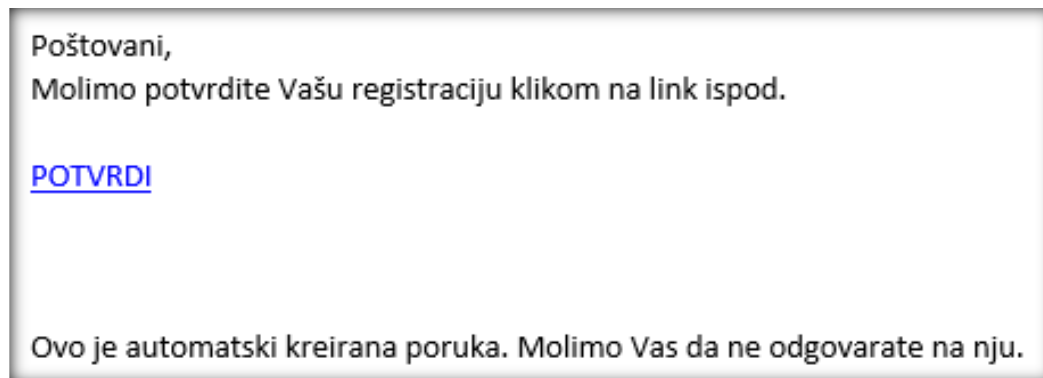 Poštovani,
Molimo potvrdite Vašu registraciju klikom na link ispod.
POTVRDI
Ovo je automatski kreirana poruka. Molimo Vas da ne odgovarate na nju.